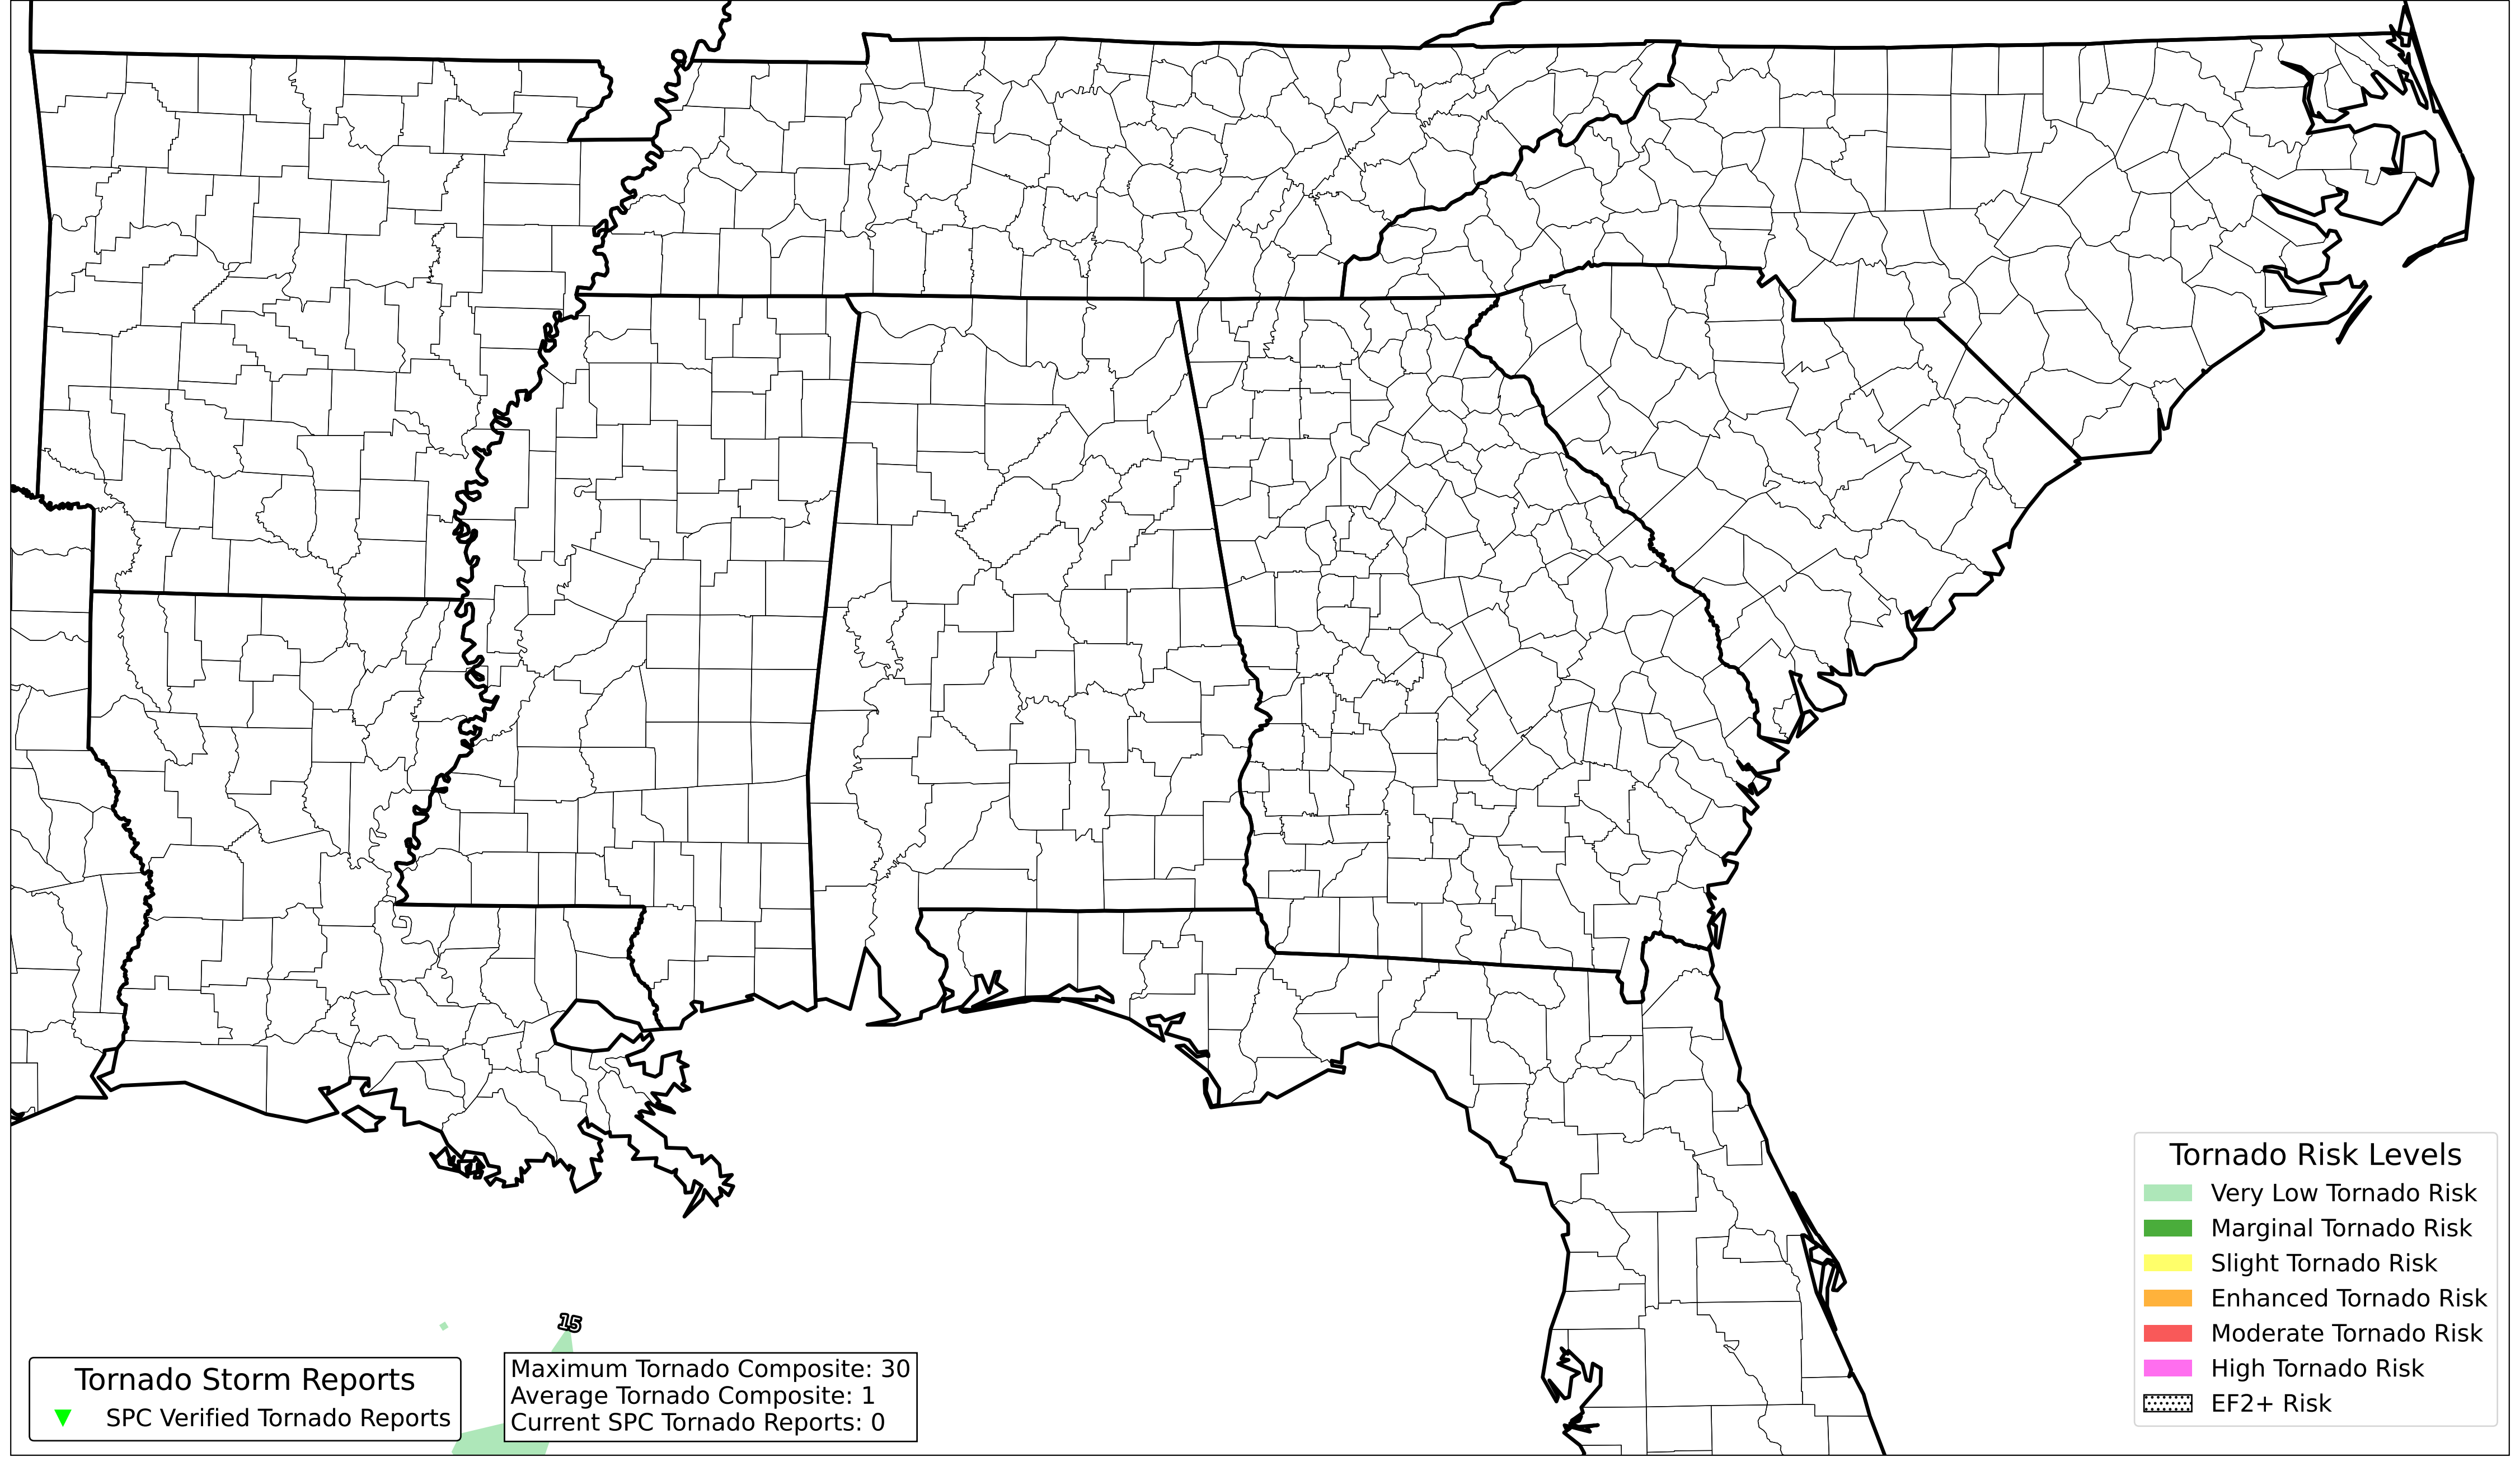 15
Tornado Storm Reports
SPC Verified Tornado Reports
Maximum Tornado Composite: 30
Average Tornado Composite: 1
Current SPC Tornado Reports: 0
Tornado Risk Levels
Very Low Tornado Risk
Marginal Tornado Risk
Slight Tornado Risk
Enhanced Tornado Risk
Moderate Tornado Risk
High Tornado Risk
EF2+ Risk